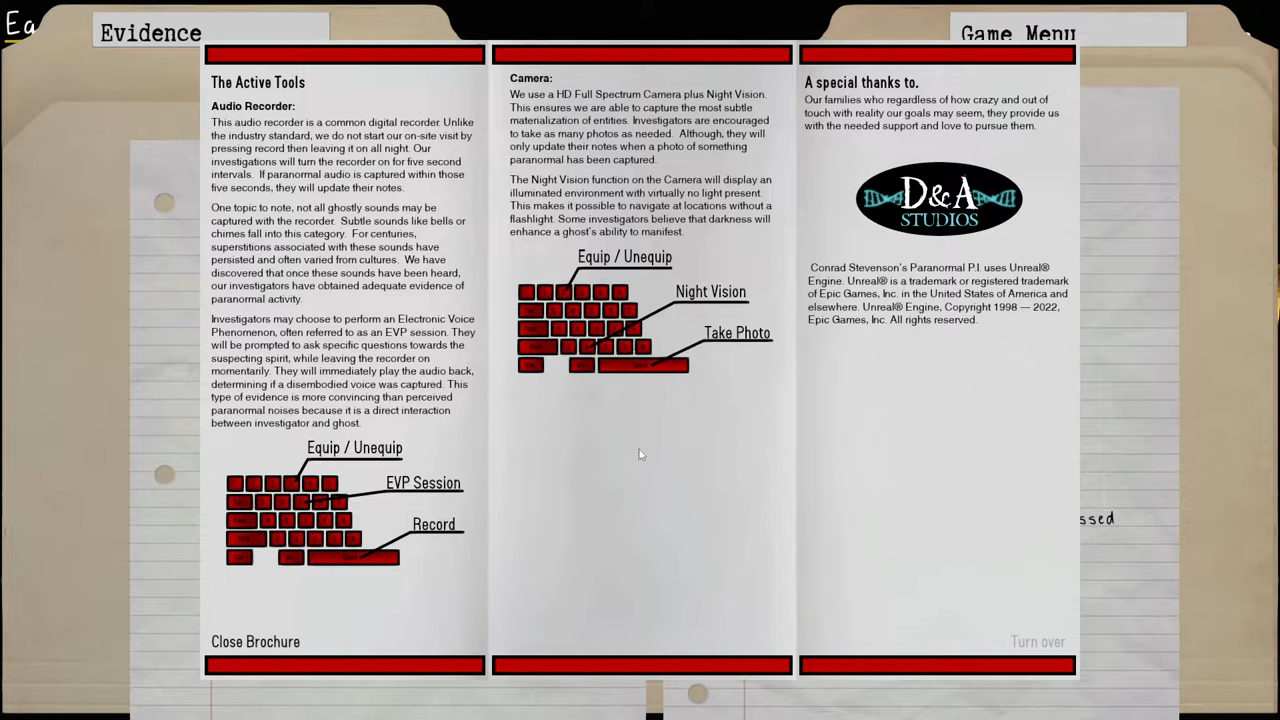 Ea
Evidence
Game Menu
The Active Tools
Audio Recorder:
This audio recorder is a common digital recorder. Unlike
the industry standard, we do not start our on-site visit by
pressing record then leaving it on all night. Our
investigations will turn the recorder on for five second
intervals. If paranormal audio is captured within those
five seconds, they will update their notes.
One topic to note, not all ghostly sounds may be
captured with the recorder. Subtle sounds like bells or
chimes fall into this category. For centuries,
superstitions associated with these sounds have
persisted and often varied from cultures. We have
discovered that once these sounds have been heard,
our investigators have obtained adequate evidence of
paranormal activity.
Investigators may choose to perform an Electronic Voice
Phenomenon, often referred to as an EVP session. They
will be prompted to ask specific questions towards the
suspecting spirit, while leaving the recorder on
momentarily. They will immediately play the audio back,
determining if a disembodied voice was captured. This
type of evidence is more convincing than perceived
paranormal noises because it is a direct interaction
between investigator and ghost.
Equip / Unequip
EVP Session
Record
Close Brochure
Camera:
We use a HD Full Spectrum Camera plus Night Vision.
This ensures we are able to capture the most subtle
materialization of entities. Investigators are encouraged
to take as many photos as needed. Although, they will
only update their notes when a photo of something
paranormal has been captured.
The Night Vision function on the Camera will display an
illuminated environment with virtually no light present.
This makes it possible to navigate at locations without a
flashlight. Some investigators believe that darkness will
enhance a ghost's ability to manifest.
Equip / Unequip
Night Vision
Take Photo
A special thanks to.
Our families who regardless of how crazy and out of
touch with reality our goals may seem, they provide us
with the needed support and love to pursue them.
D&A
STUDIOS
Conrad Stevenson's Paranormal P.I. uses Unreal®
Engine. Unreal® is a trademark or registered trademark
of Epic Games, Inc. in the United States of America and
elsewhere. Unreal® Engine, Copyright 1998 — 2022,
Epic Games, Inc. All rights reserved.
ssed
Turn over